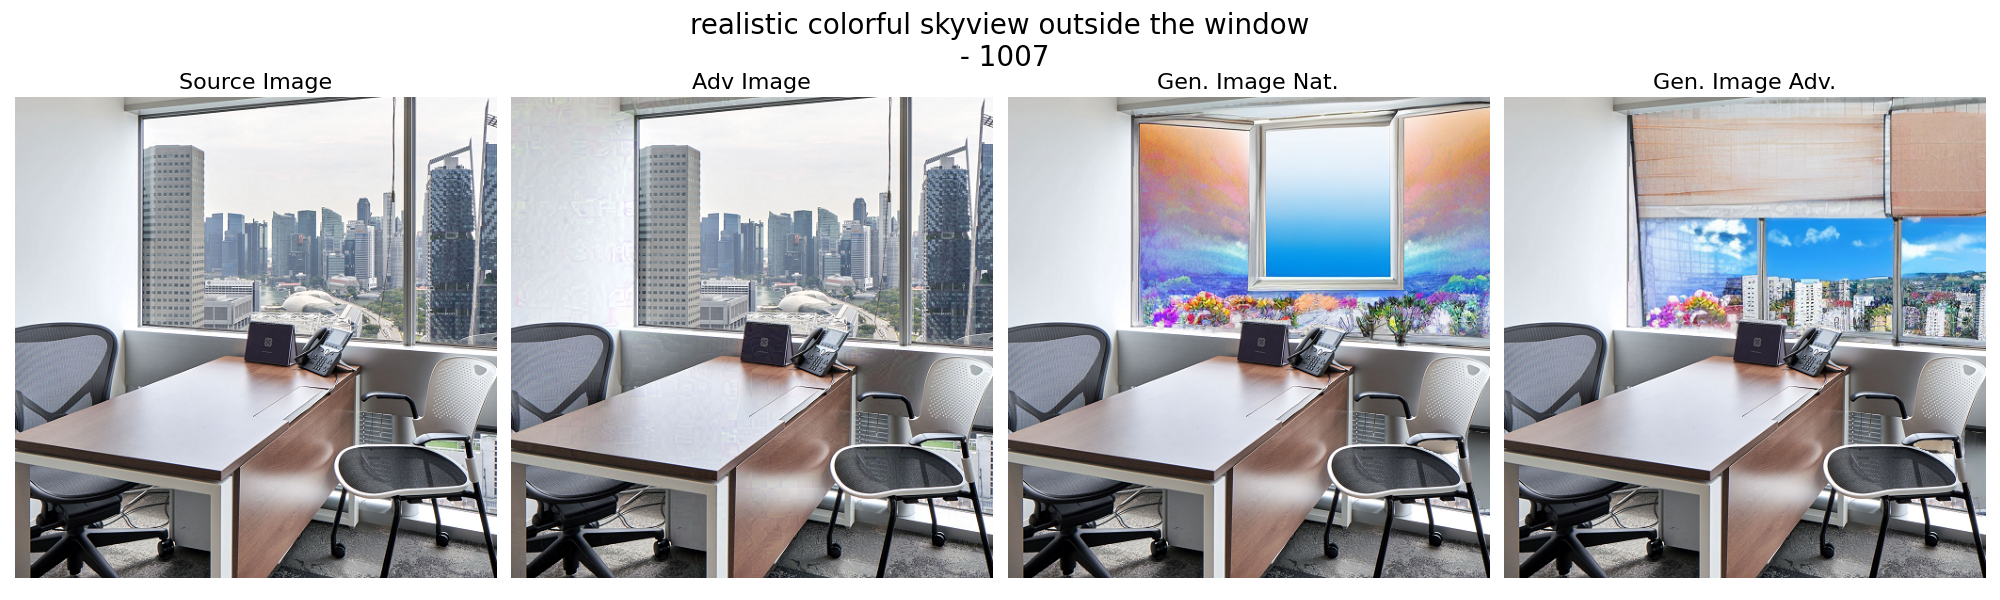 realistic colorful skyview outside the window
- 1007
Source Image
Adv Image
Gen. Image Nat.
Gen. Image Adv.